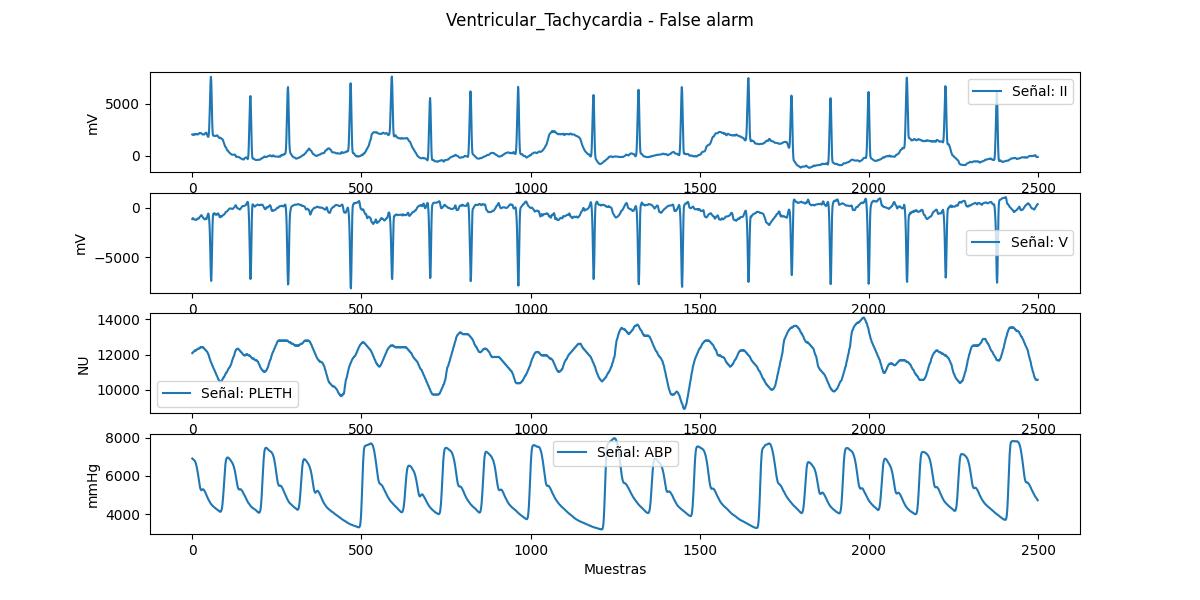 Ventricular_Tachycardia - False alarm
5000
0
mV
Señal: II
0 500 1000 1500 2000 2500
0
−5000
mV
Señal: V
0 500 1000 1500 2000 2500
14000
12000
10000
NU
Señal: PLETH
0 500 1000 1500 2000 2500
8000
6000
4000
mmHg
Señal: ABP
0 500 1000 1500 2000 2500
Muestras